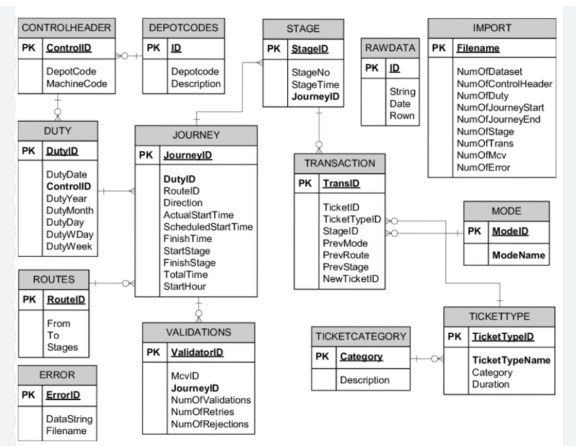 CONTROLHEADER
PK ControlID
DepotCode
MachineCode
DEPOTCODES
PK ID
Depotcode
Description
STAGE
PK StageID
StageNo
StageTime
JourneyID
RAWDATA
PK ID
String
Date
Rown
IMPORT
PK Filename
NumOfDataset
NumOfControlHeader
NumOfDuty
NumOfJourneyStart
NumOfJourneyEnd
NumOfStage
NumOfTrans
NumOfMcv
NumOfError
DUTY
PK DutyID
DutyDate
ControlID
DutyYear
DutyMonth
DutyDay
DutyWDay
DutyWeek
JOURNEY
PK JourneyID
DutyID
RouteID
Direction
ActualStartTime
ScheduledStartTime
FinishTime
StartStage
FinishStage
TotalTime
StartHour
TRANSACTION
PK TransID
TicketID
TicketTypeID
StageID
PrevMode
PrevRoute
PrevStage
NewTicketID
MODE
PK ModeID
ModeName
ROUTES
PK RouteID
From
To
Stages
VALIDATIONS
PK ValidatorID
McvID
JourneyID
NumOfValidations
NumOfRetries
NumOfRejections
TICKETCATEGORY
PK Category
Description
TICKETTYPE
PK TicketTypeID
TicketTypeName
Category
Duration
ERROR
PK ErrorID
DataString
Filename